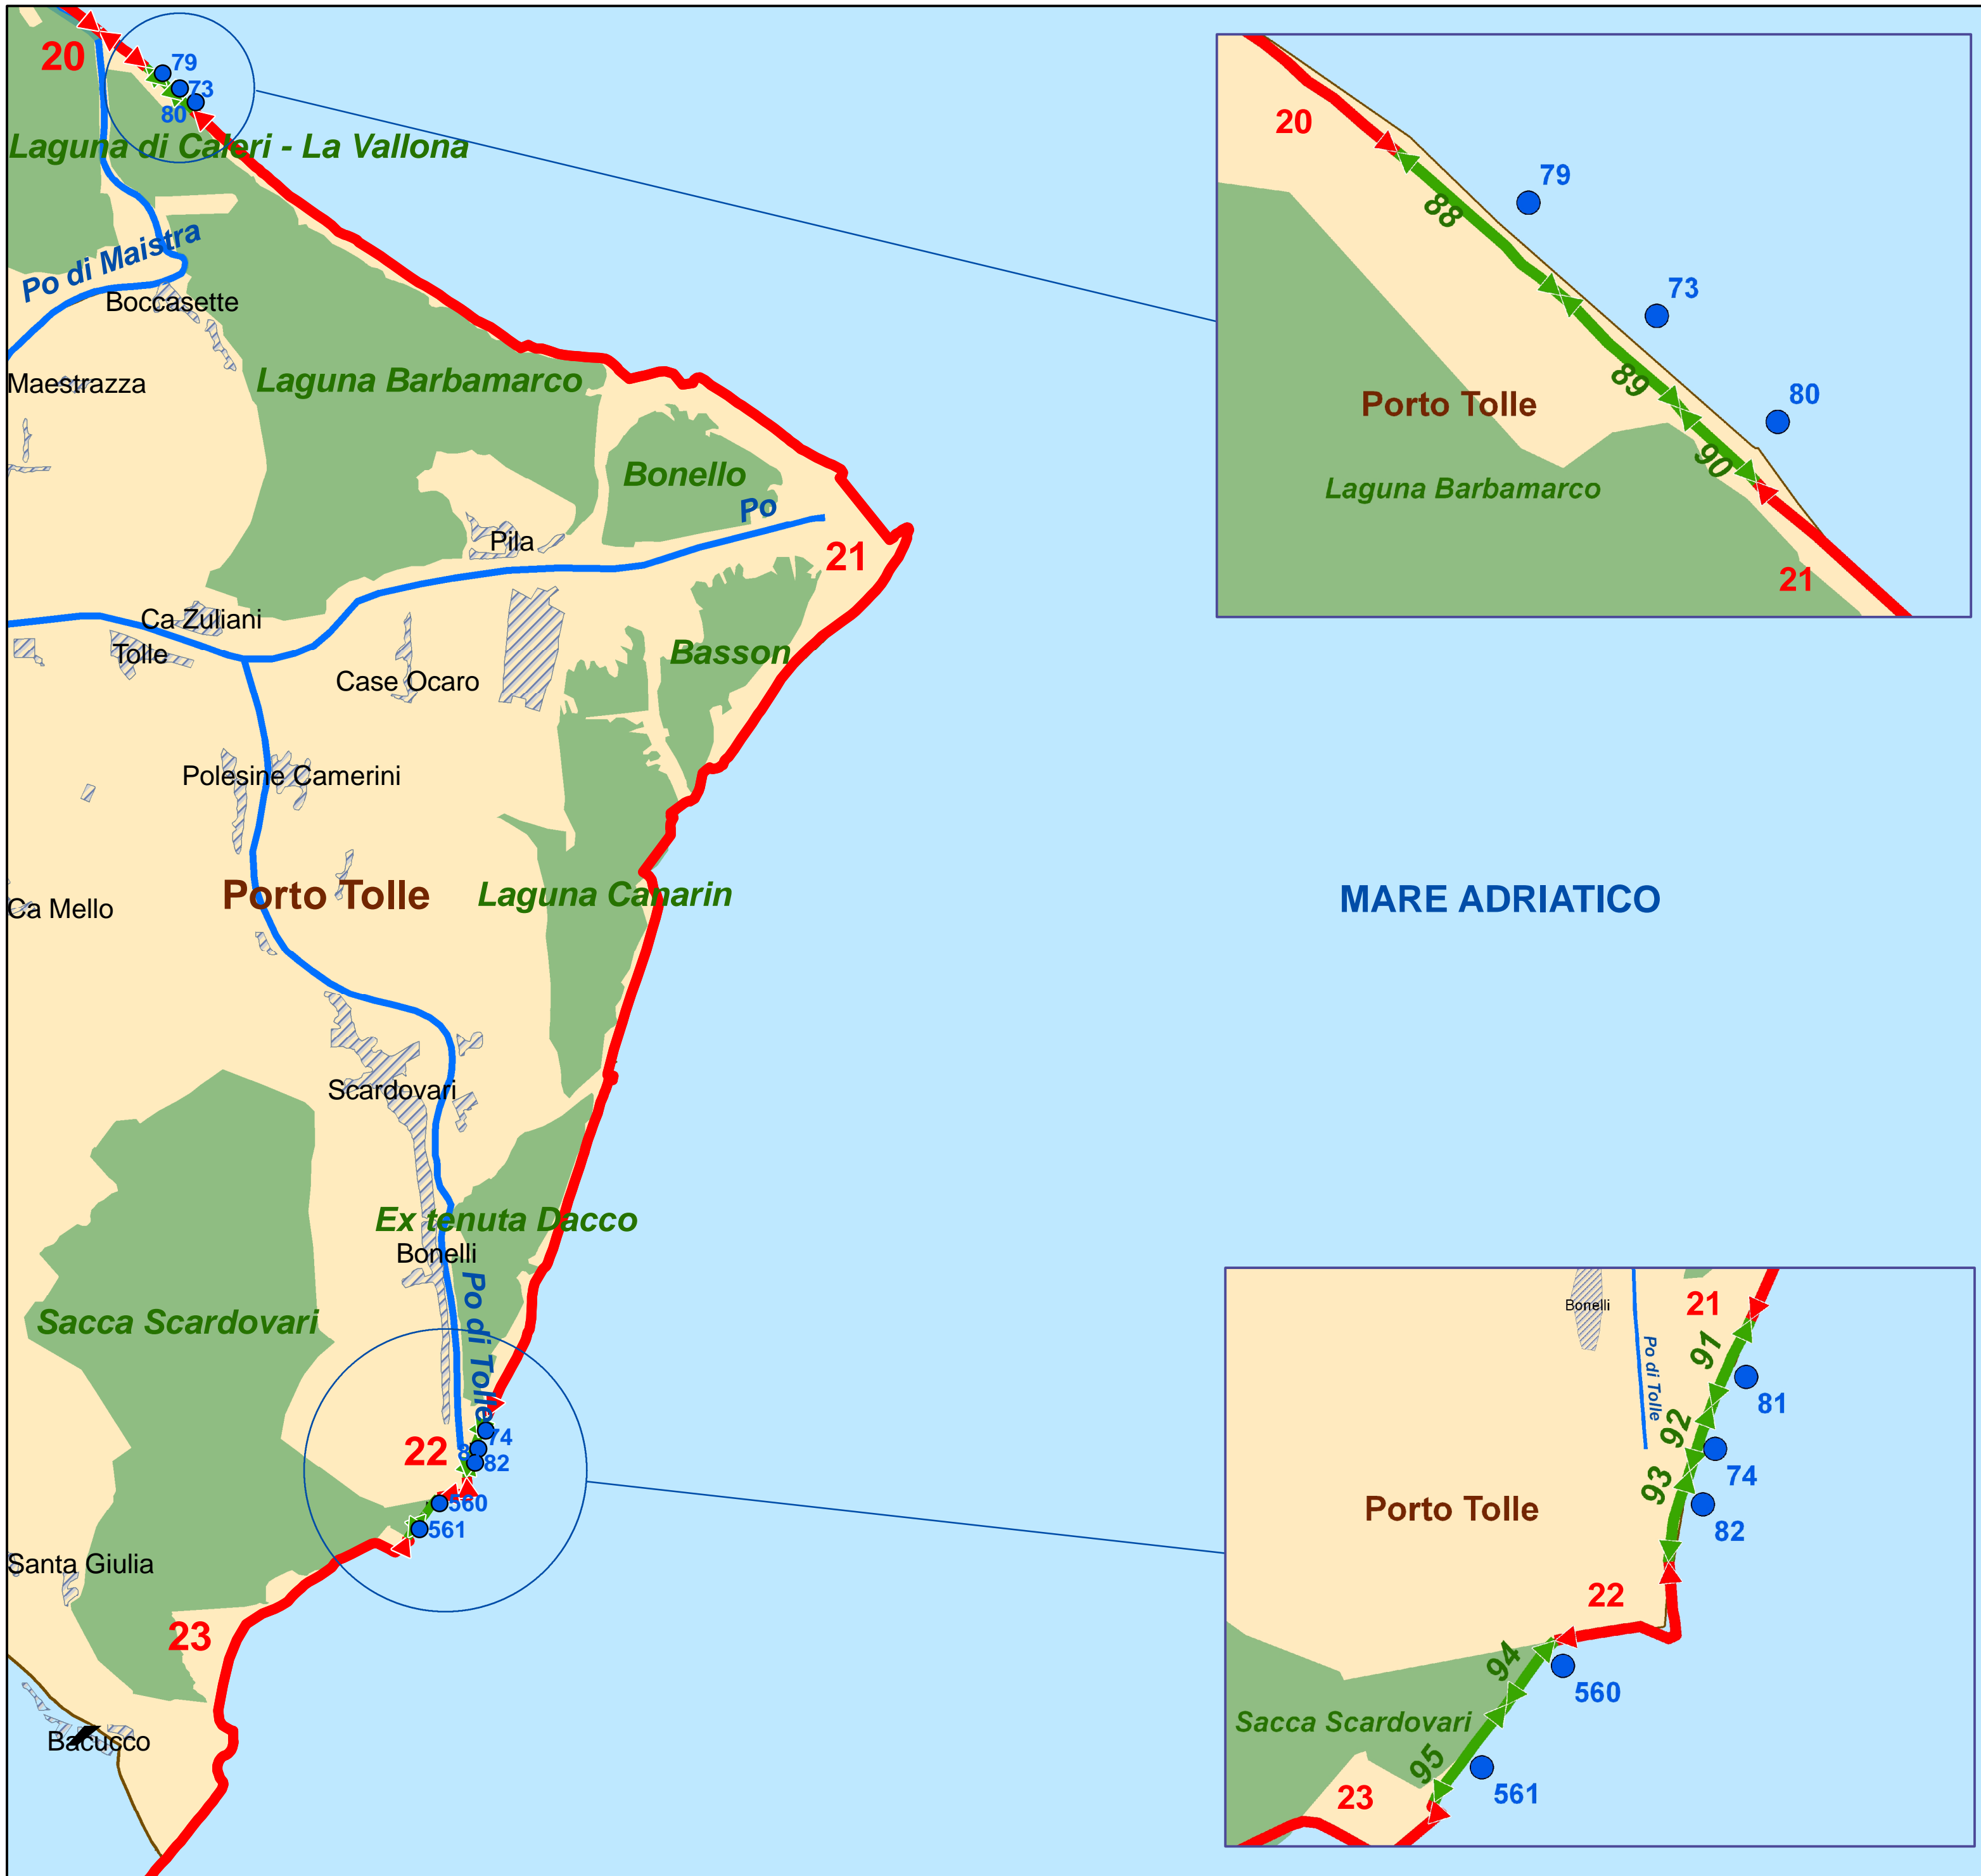 20
79
73
80
Laguna di Caleri - La Vallona
Po di Maistra
Boccasette
Maestrazza
Laguna Barbamarco
Bonello
Po
Pila
21
Ca Zuliani
Tolle
Case Ocaro
Basson
Polesine Camerini
Porto Tolle
Laguna Canarin
Ca Mello
MARE ADRIATICO
Scardovari
Ex tenuta Dacco
Bonelli
Po di Tolle
Sacca Scardovari
22
74
82
560
561
Santa Giulia
23
Bacucco
20
79
88
73
89
80
Porto Tolle
90
Laguna Barbamarco
21
Bonelli
21
Po di Tolle
91
81
92
74
93
82
Porto Tolle
22
94
560
Sacca Scardovari
95
561
23